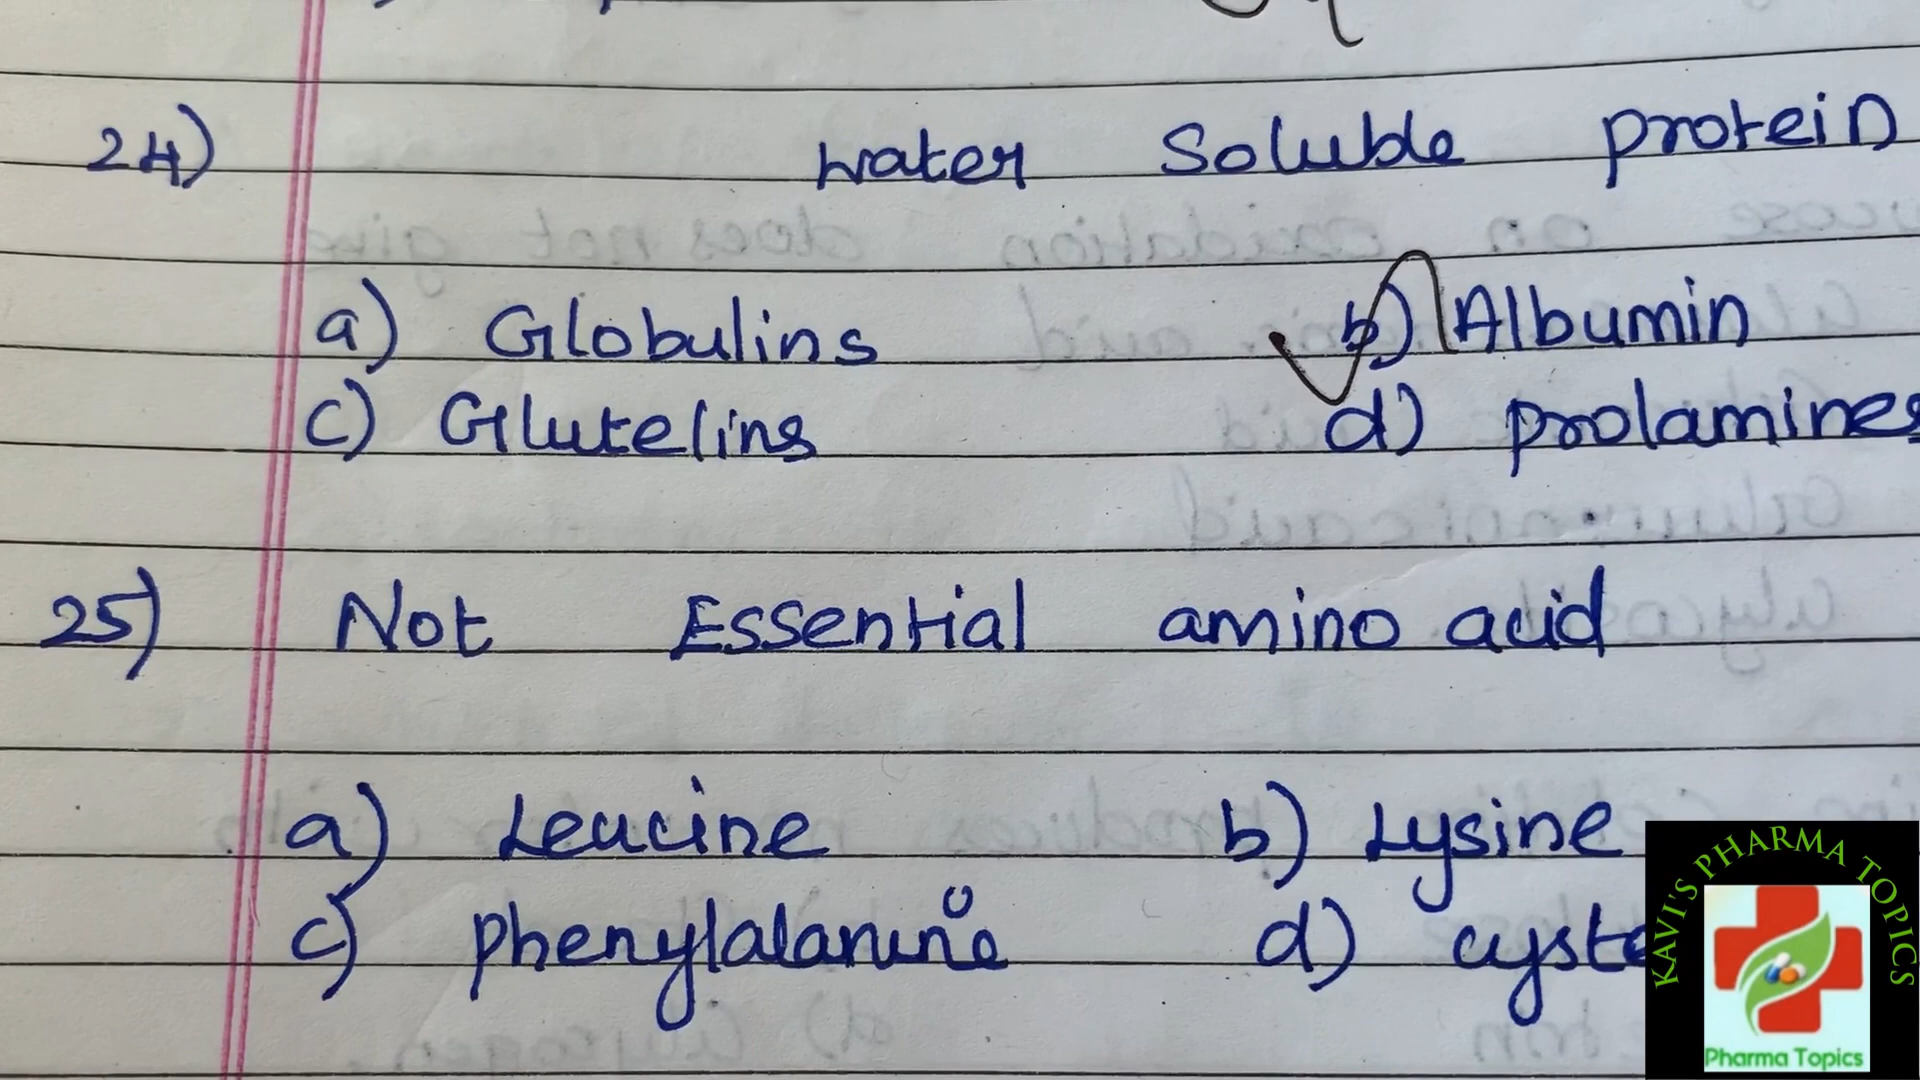 24) water soluble protein
a) Globulins b) Albumin
c) Glutelins d) prolamines
25) Not Essential amino acid
a) Leucine b) Lysine
c) phenylalanine d)
KAVI'S PHARMA TOPICS
Pharma Topics